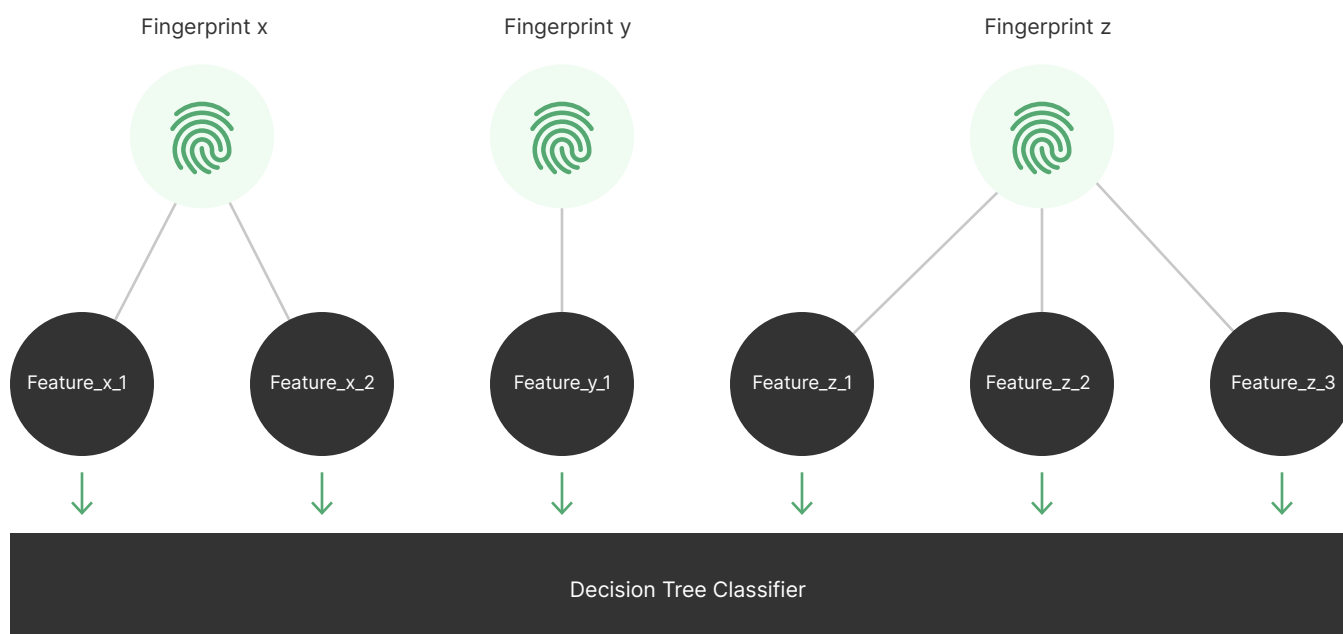 Fingerprint x
Fingerprint y
Fingerprint z
Feature_x_1
Feature_x_2
Feature_y_1
Feature_z_1
Feature_z_2
Feature_z_3
Decision Tree Classifier